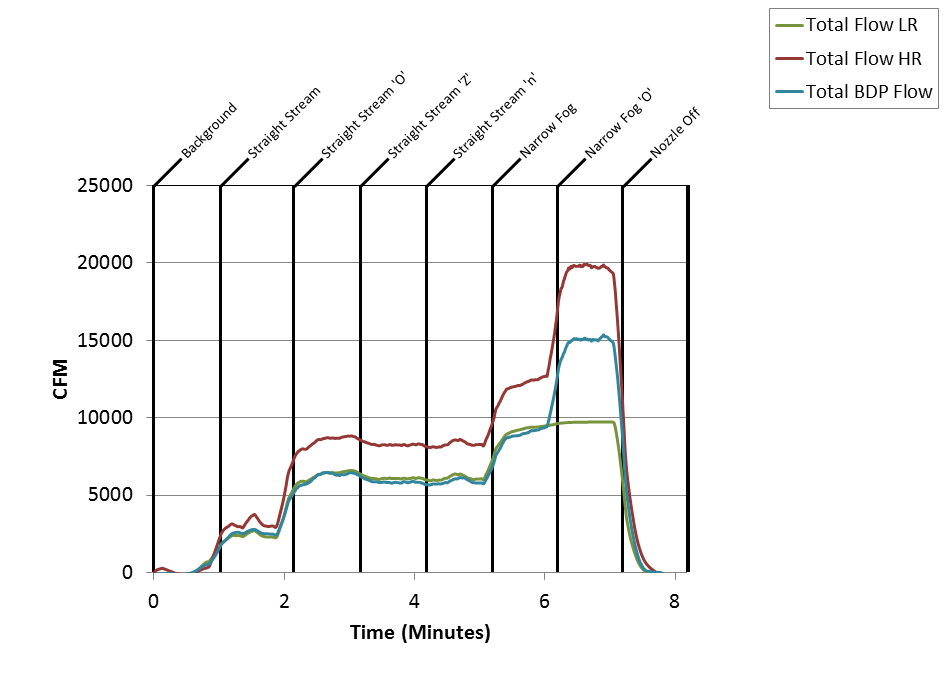 Total Flow LR
Total Flow HR
Total BDP Flow
Background
Straight Stream
Straight Stream 'O'
Straight Stream 'Z'
Straight Stream 'n'
Narrow Fog
Narrow Fog 'O'
Nozzle Off
25000
20000
15000
10000
5000
0
CFM
0 2 4 6 8
Time (Minutes)